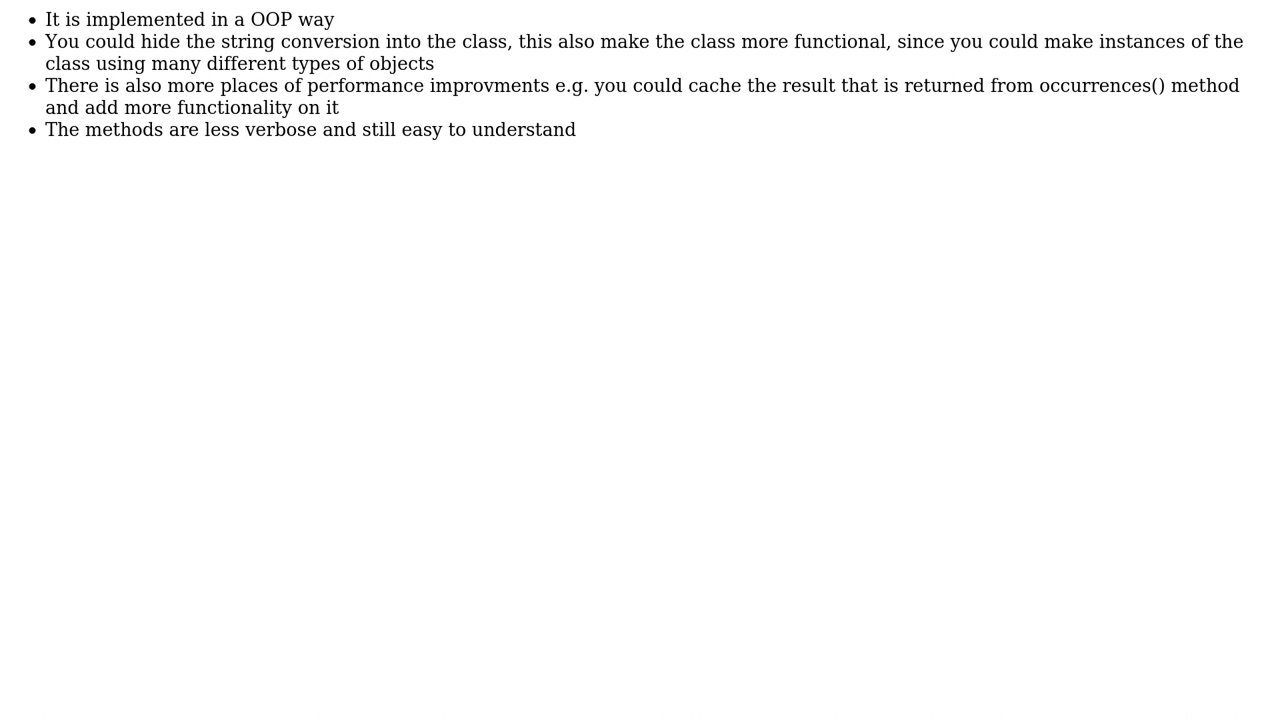 It is implemented in a OOP way
You could hide the string conversion into the class, this also make the class more functional, since you could make instances of the
class using many different types of objects
There is also more places of performance improvments e.g. you could cache the result that is returned from occurrences() method
and add more functionality on it
The methods are less verbose and still easy to understand